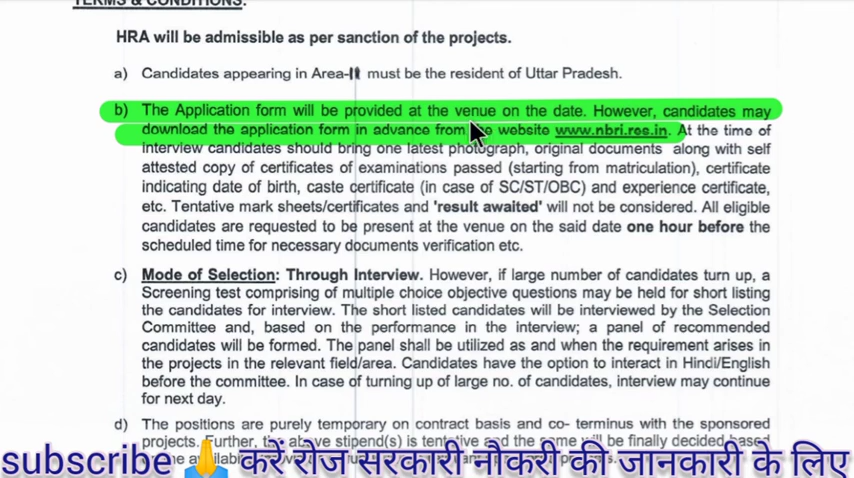 TERMS & CONDITIONS:
HRA will be admissible as per sanction of the projects.
a) Candidates appearing in Area-II must be the resident of Uttar Pradesh.
b) The Application form will be provided at the venue on the date. However, candidates may
download the application form in advance from website www.nbri.res.in. At the time of
interview candidates should bring one latest photograph, original documents along with self
attested copy of certificates of examinations passed (starting from matriculation), certificate
indicating date of birth, caste certificate (in case of SC/ST/OBC) and experience certificate,
etc. Tentative mark sheets/certificates and 'result awaited' will not be considered. All eligible
candidates are requested to be present at the venue on the said date one hour before the
scheduled time for necessary documents verification etc.
c) Mode of Selection: Through Interview. However, if large number of candidates turn up, a
Screening test comprising of multiple choice objective questions may be held for short listing
the candidates for interview. The short listed candidates will be interviewed by the Selection
Committee and, based on the performance in the interview; a panel of recommended
candidates will be formed. The panel shall be utilized as and when the requirement arises in
the projects in the relevant field/area. Candidates have the option to interact in Hindi/English
before the committee. In case of turning up of large no. of candidates, interview may continue
for next day.
d) The positions are purely temporary on contract basis and co- terminus with the sponsored
projects. Further, the above stipend(s) is tentative and the same will be finally decided based
subscribe 🙏 करें रोज सरकारी नौकरी की जानकारी के लिए